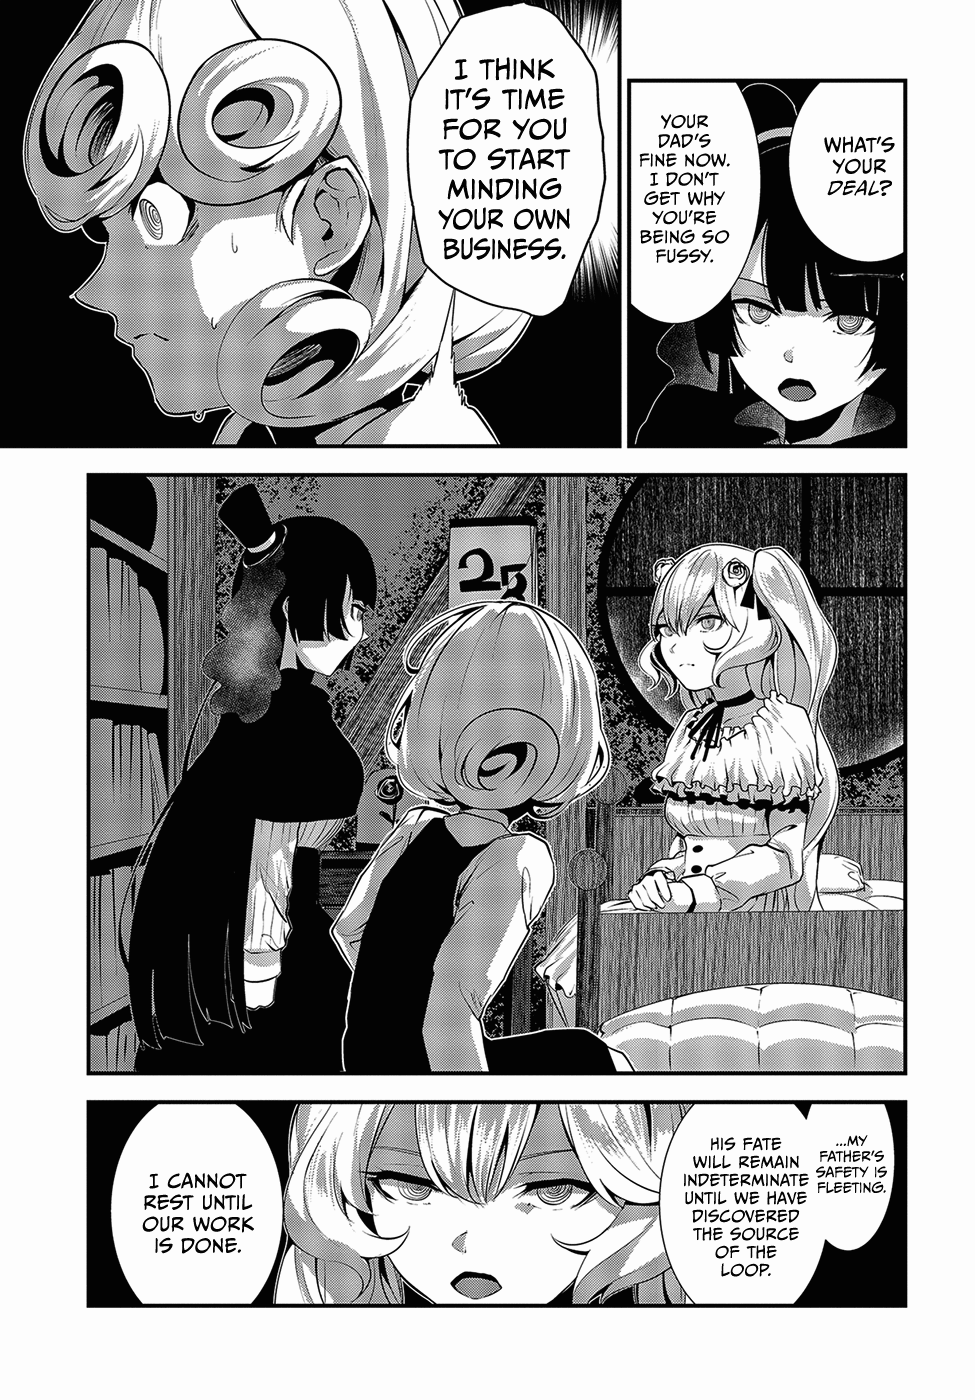 WHAT'S
YOUR
DEAL?
YOUR
DAD'S
FINE NOW.
I DON'T
GET WHY
YOU'RE
BEING SO
FUSSY.
I THINK
IT'S TIME
FOR YOU
TO START
MINDING
YOUR OWN
BUSINESS.
25
...MY
FATHER'S
SAFETY IS
FLEETING.
HIS FATE
WILL REMAIN
INDETERMINATE
UNTIL WE HAVE
DISCOVERED
THE SOURCE
OF THE
LOOP.
I CANNOT
REST UNTIL
OUR WORK
IS DONE.